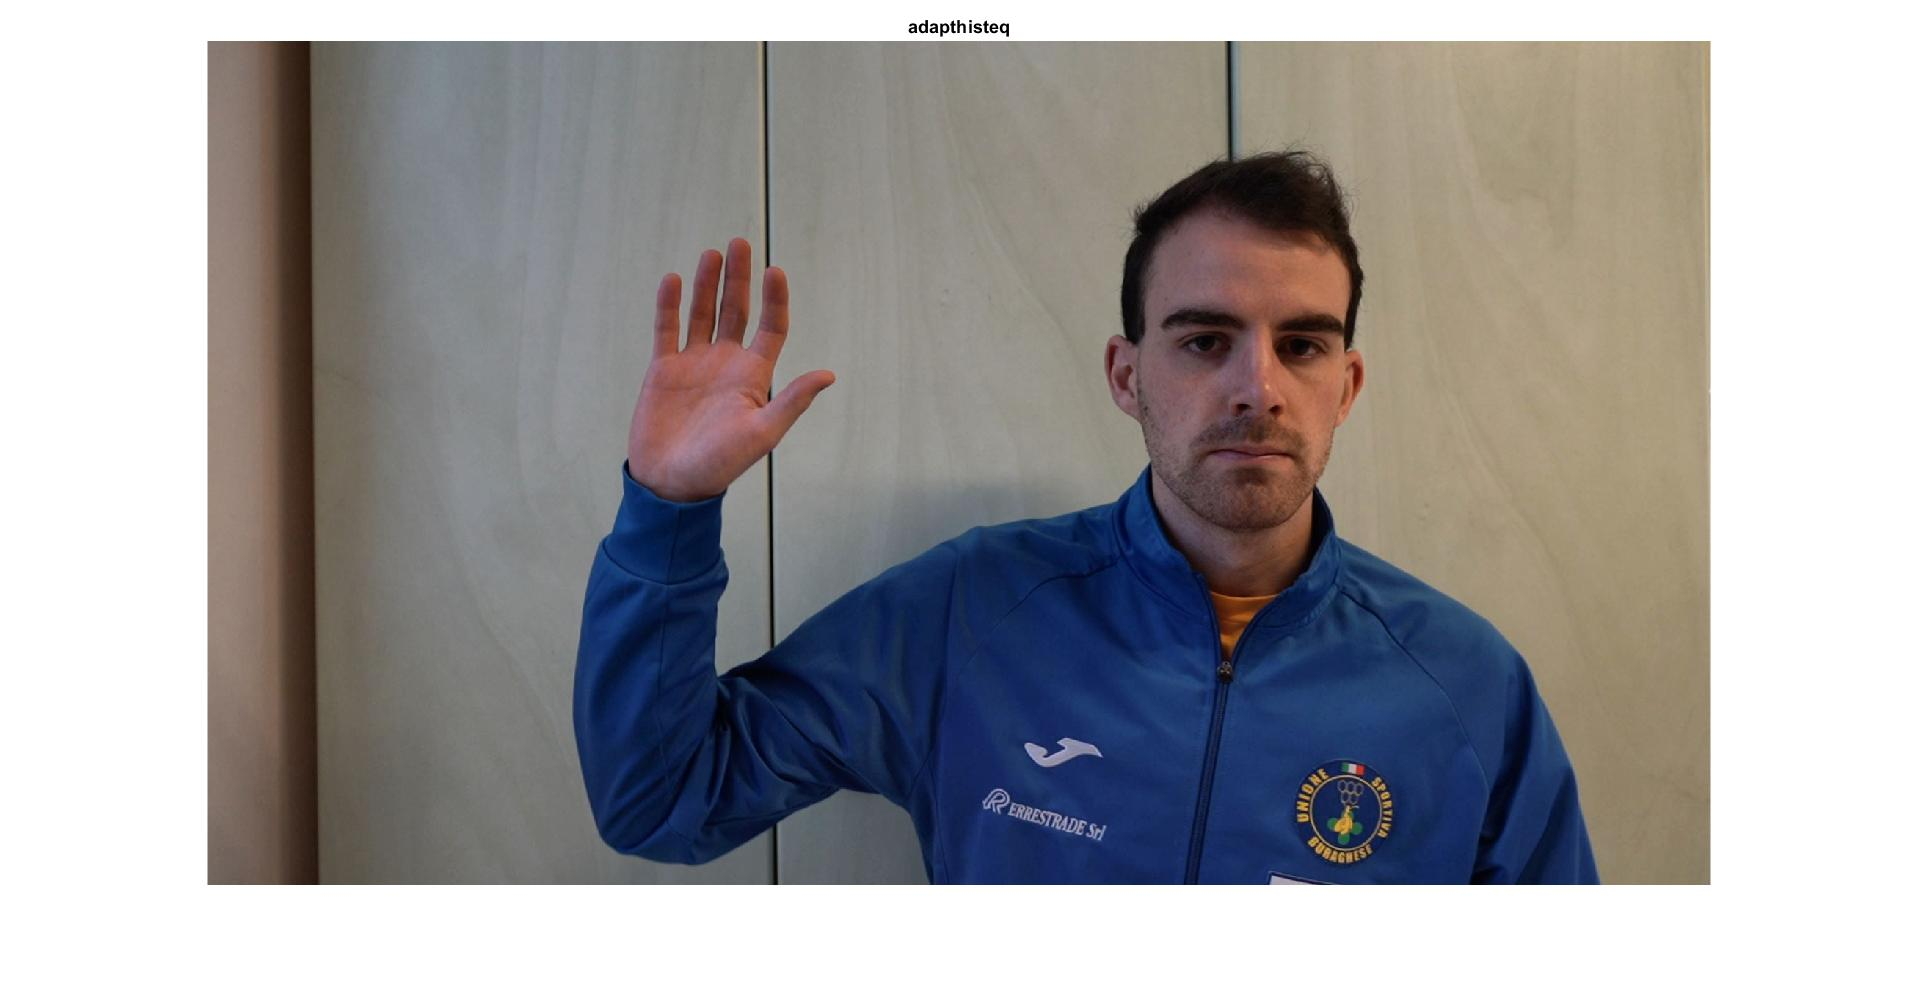 adapthisteq
ERRESTRADE Srl
UNIONE SPORTIVA
BURAGHESE